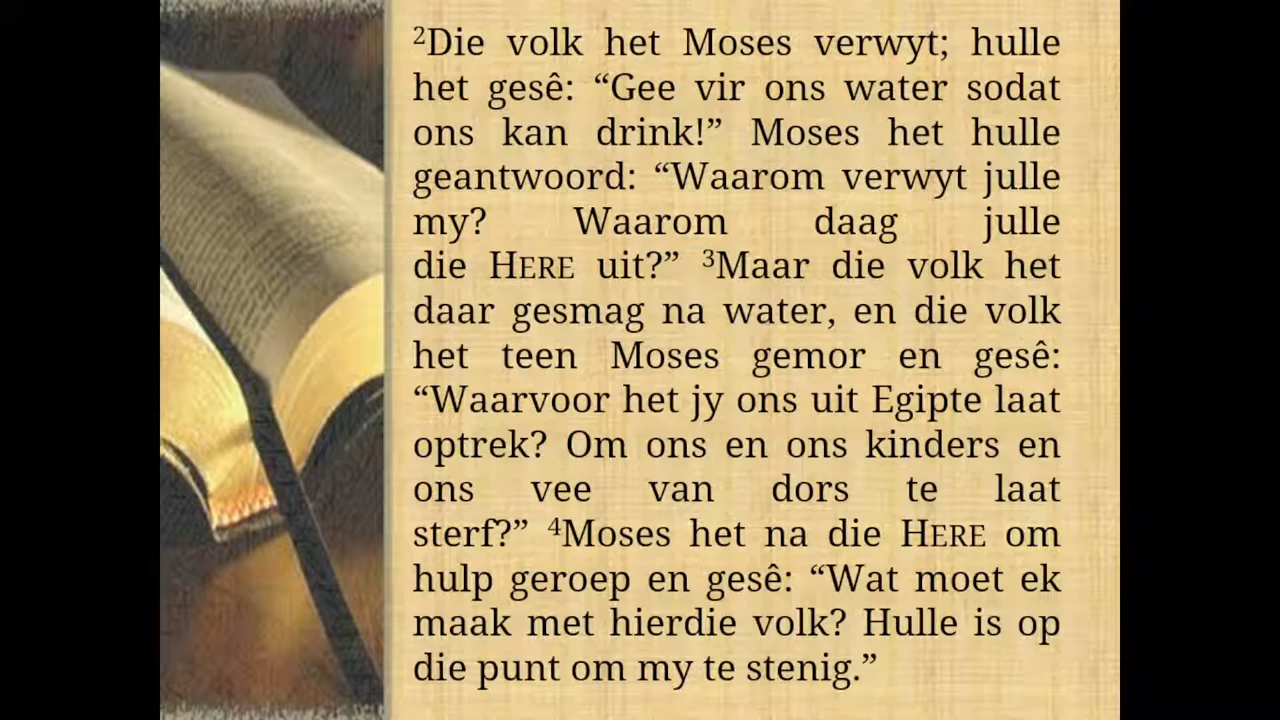 ²Die volk het Moses verwyt; hulle
het gesê: “Gee vir ons water sodat
ons kan drink!” Moses het hulle
geantwoord: “Waarom verwyt julle
my? Waarom daag julle
die HERE uit?” ³Maar die volk het
daar gesmag na water, en die volk
het teen Moses gemor en gesê:
“Waarvoor het jy ons uit Egipte laat
optrek? Om ons en ons kinders en
ons vee van dors te laat
sterf?” ⁴Moses het na die HERE om
hulp geroep en gesê: “Wat moet ek
maak met hierdie volk? Hulle is op
die punt om my te stenig.”